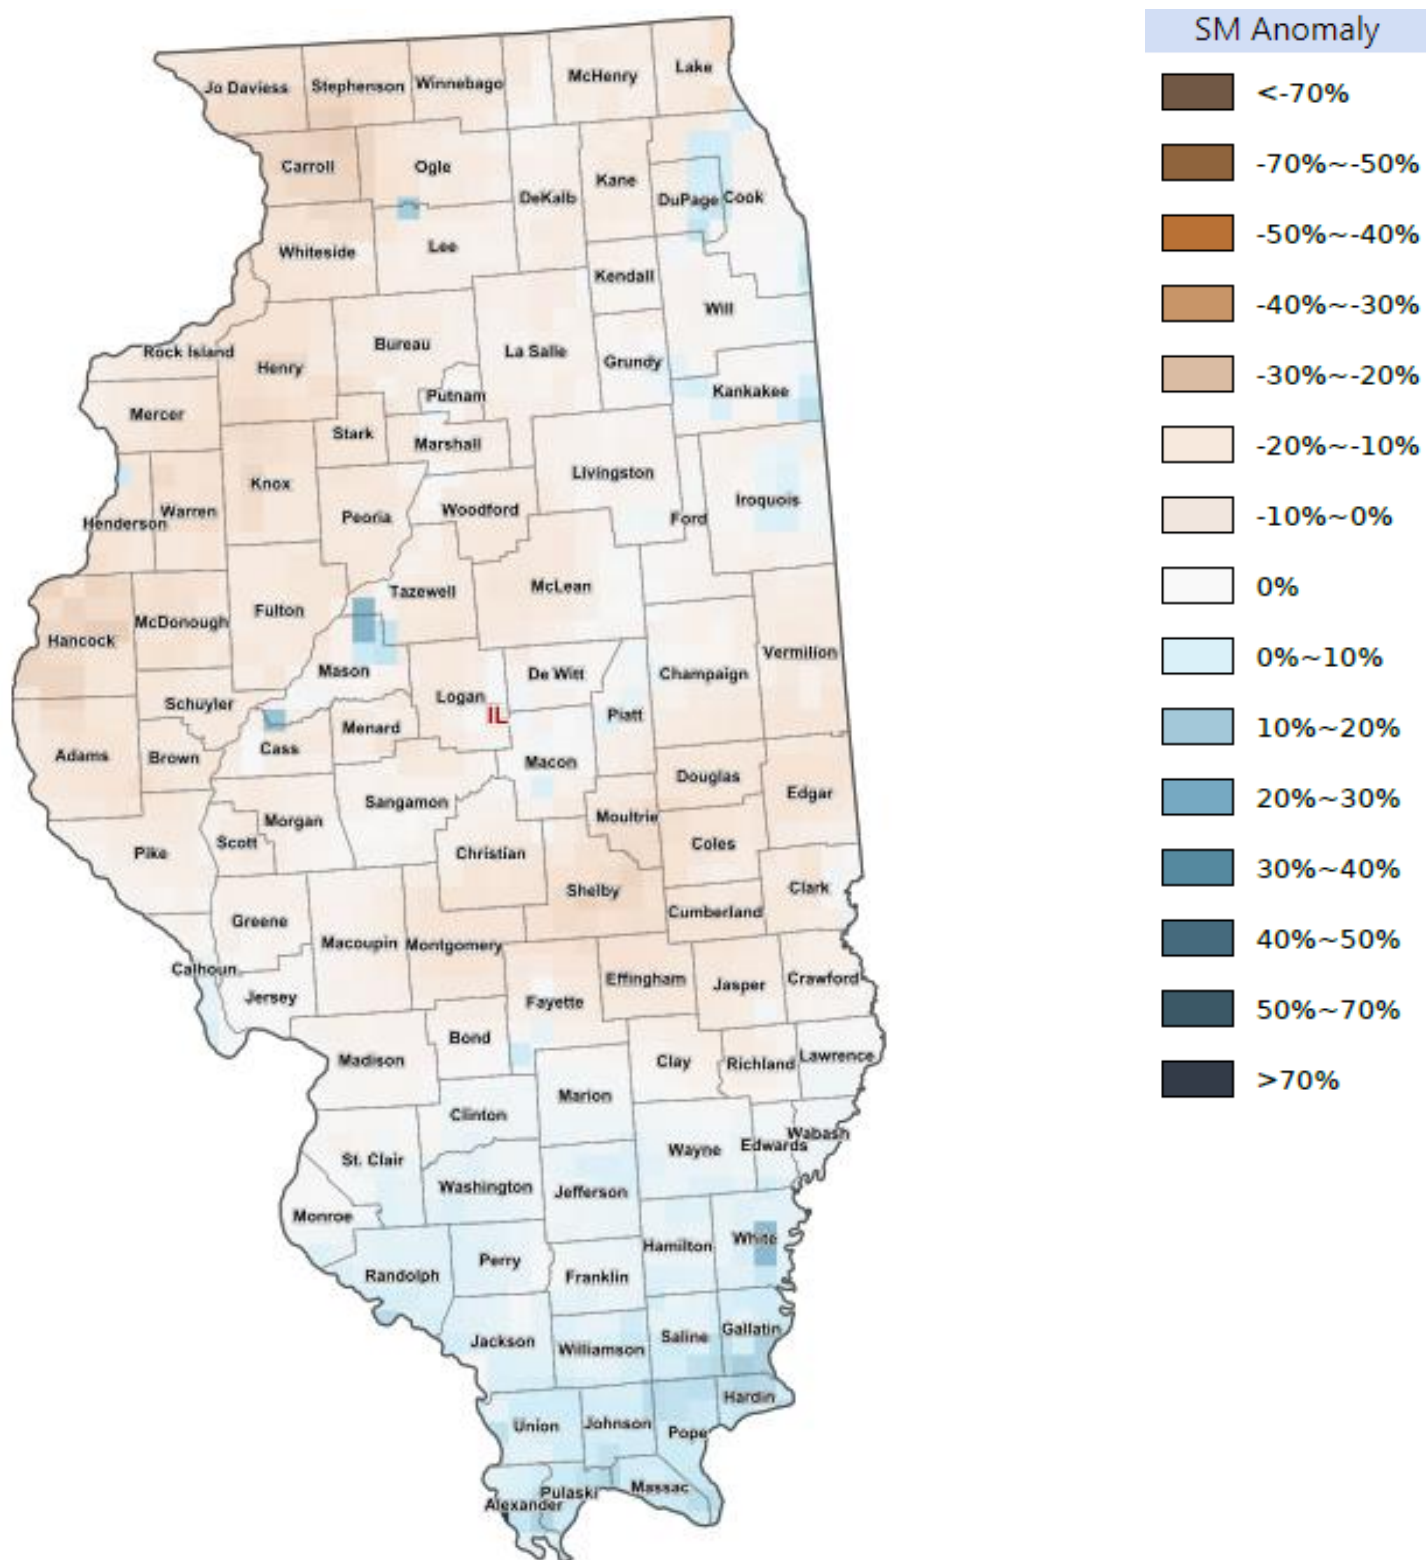 SM Anomaly
<-70%
-70%~-50%
-50%~-40%
-40%~-30%
-30%~-20%
-20%~-10%
-10%~0%
0%
0%~10%
10%~20%
20%~30%
30%~40%
40%~50%
50%~70%
>70%
Jo Daviess
Stephenson
Winnebago
McHenry
Lake
Carroll
Ogle
DeKalb
Kane
DuPage
Cook
Whiteside
Lee
Kendall
Will
Rock Island
Henry
Bureau
La Salle
Grundy
Putnam
Kankakee
Mercer
Stark
Marshall
Livingston
Knox
Henderson
Warren
Peoria
Woodford
Ford
Iroquois
Tazewell
McLean
Hancock
McDonough
Fulton
Mason
Logan
IL
De Witt
Champaign
Vermilion
Schuyler
Menard
Piatt
Adams
Brown
Cass
Macon
Douglas
Edgar
Sangamon
Moultrie
Morgan
Scott
Pike
Christian
Coles
Shelby
Clark
Greene
Cumberland
Macoupin
Montgomery
Calhoun
Jersey
Fayette
Effingham
Jasper
Crawford
Bond
Madison
Clay
Richland
Lawrence
Marion
Clinton
St. Clair
Wayne
Edwards
Wabash
Washington
Jefferson
Monroe
Randolph
Perry
Franklin
Hamilton
White
Jackson
Williamson
Saline
Gallatin
Hardin
Union
Johnson
Pope
Alexander
Pulaski
Massac